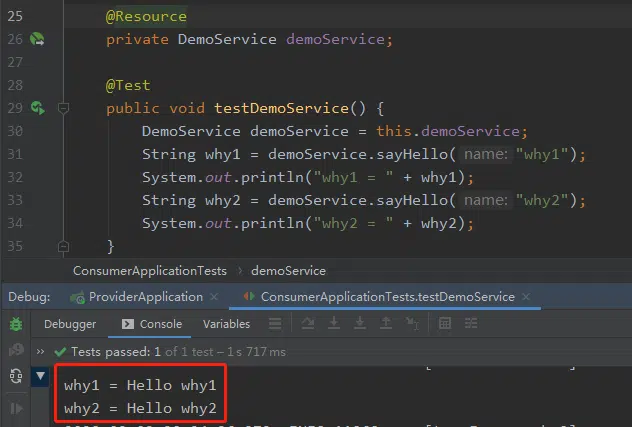 25 @Resource
26 private DemoService demoService;
27
28 @Test
29 public void testDemoService() {
30 DemoService demoService = this.demoService;
31 String why1 = demoService.sayHello( name: "why1");
32 System.out.println("why1 = " + why1);
33 String why2 = demoService.sayHello( name: "why2");
34 System.out.println("why2 = " + why2);
35 }
ConsumerApplicationTests › demoService
Debug: ProviderApplication × ConsumerApplicationTests.testDemoService ×
Debugger Console Variables
» Tests passed: 1 of 1 test – 1 s 717 ms
why1 = Hello why1
why2 = Hello why2